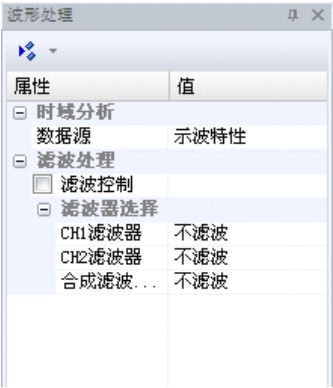 波形处理
属性 值
时域分析
数据源 示波特性
滤波处理
滤波控制
滤波器选择
CH1滤波器 不滤波
CH2滤波器 不滤波
合成滤波... 不滤波